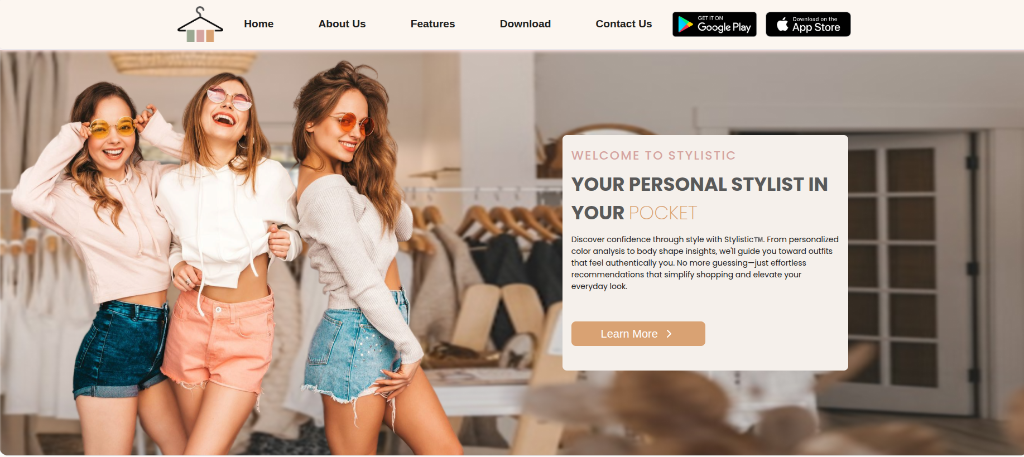 Home About Us Features Download Contact Us GET IT ON Google Play Download on the App Store
WELCOME TO STYLISTIC
YOUR PERSONAL STYLIST IN
YOUR POCKET
Discover confidence through style with Stylistic™. From personalized
color analysis to body shape insights, we'll guide you toward outfits
that feel authentically you. No more guessing—just effortless
recommendations that simplify shopping and elevate your
everyday look.
Learn More